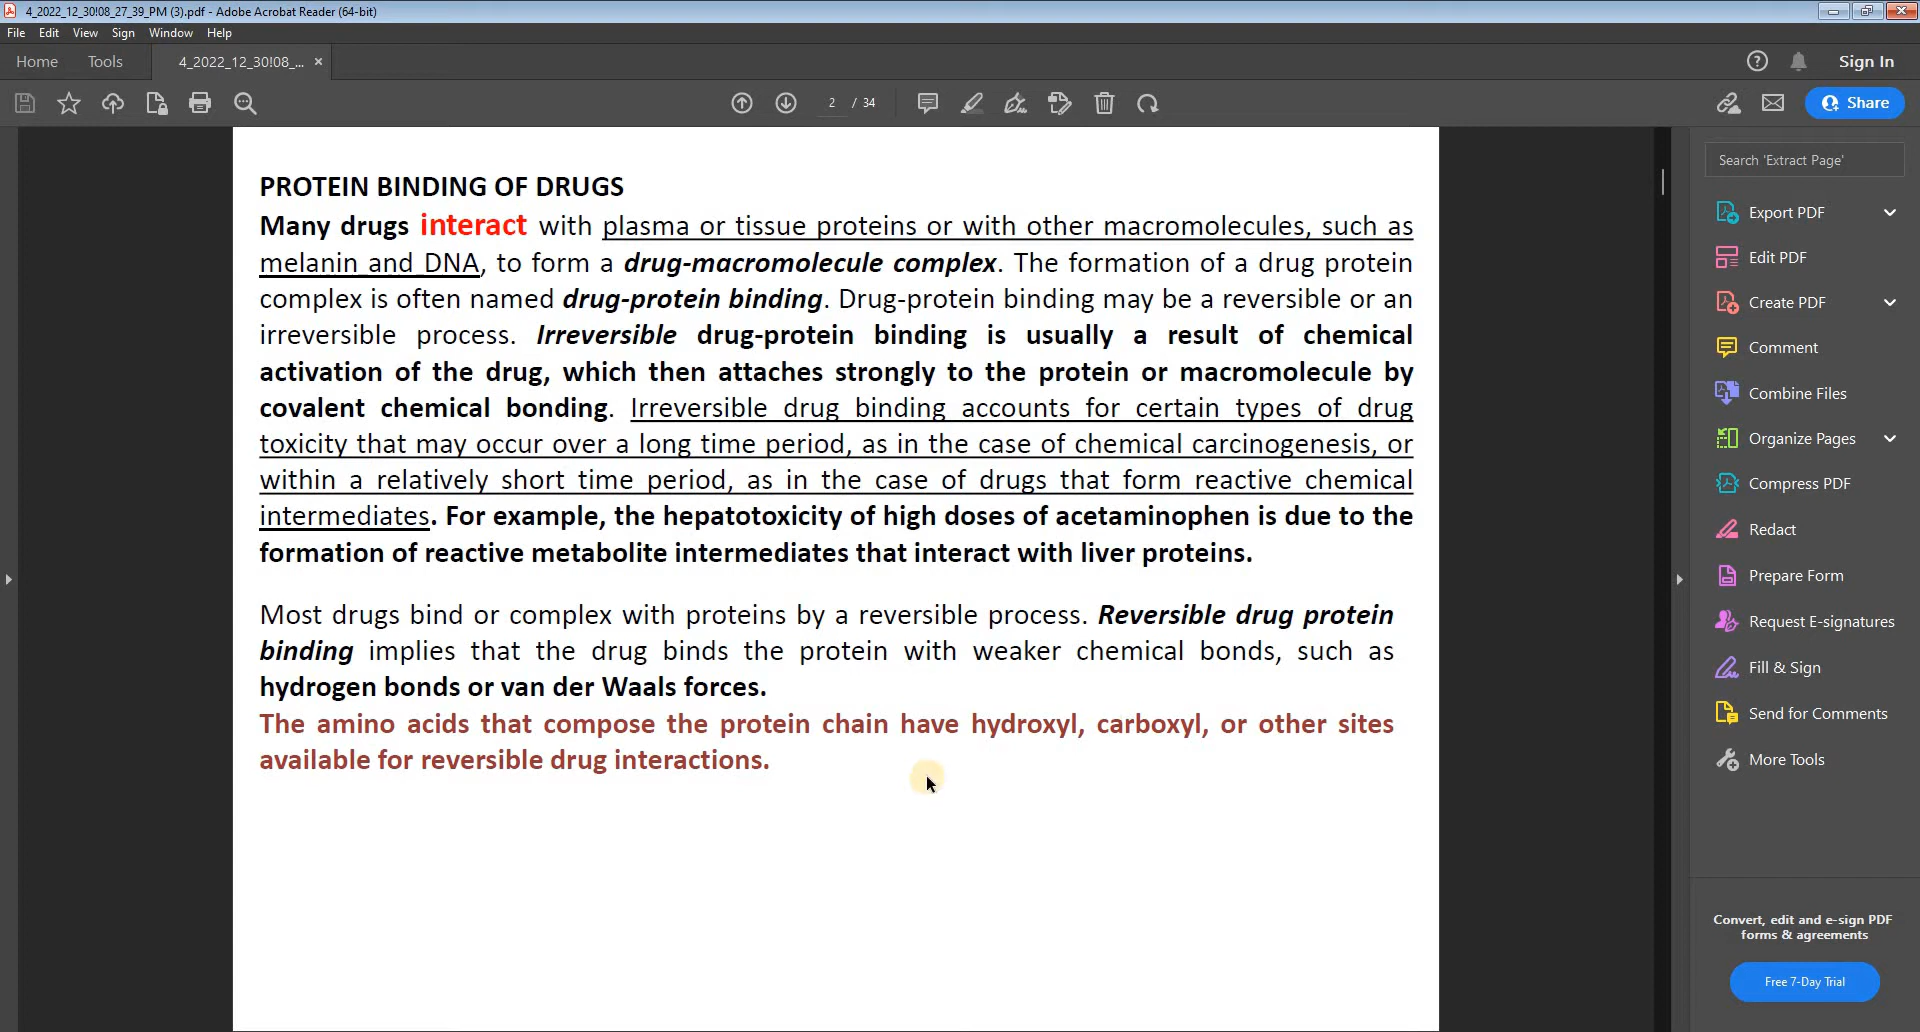 4_2022_12_30!08_27_39_PM (3).pdf - Adobe Acrobat Reader (64-bit)
File Edit View Sign Window Help
Home Tools 4_2022_12_30!08_... × Sign In
2 / 34 Share
PROTEIN BINDING OF DRUGS
Many drugs interact with plasma or tissue proteins or with other macromolecules, such as
melanin and DNA, to form a drug-macromolecule complex. The formation of a drug protein
complex is often named drug-protein binding. Drug-protein binding may be a reversible or an
irreversible process. Irreversible drug-protein binding is usually a result of chemical
activation of the drug, which then attaches strongly to the protein or macromolecule by
covalent chemical bonding. Irreversible drug binding accounts for certain types of drug
toxicity that may occur over a long time period, as in the case of chemical carcinogenesis, or
within a relatively short time period, as in the case of drugs that form reactive chemical
intermediates. For example, the hepatotoxicity of high doses of acetaminophen is due to the
formation of reactive metabolite intermediates that interact with liver proteins.
Most drugs bind or complex with proteins by a reversible process. Reversible drug protein
binding implies that the drug binds the protein with weaker chemical bonds, such as
hydrogen bonds or van der Waals forces.
The amino acids that compose the protein chain have hydroxyl, carboxyl, or other sites
available for reversible drug interactions.
Search 'Extract Page'
Export PDF
Edit PDF
Create PDF
Comment
Combine Files
Organize Pages
Compress PDF
Redact
Prepare Form
Request E-signatures
Fill & Sign
Send for Comments
More Tools
Convert, edit and e-sign PDF
forms & agreements
Free 7-Day Trial